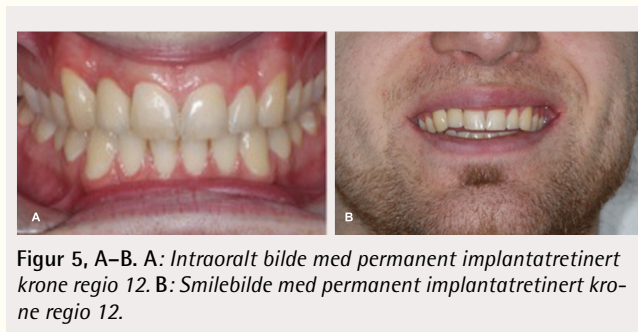 A
B
Figur 5, A–B. A: Intraoralt bilde med permanent implantatretinert
krone regio 12. B: Smilebilde med permanent implantatretinert kro-
ne regio 12.